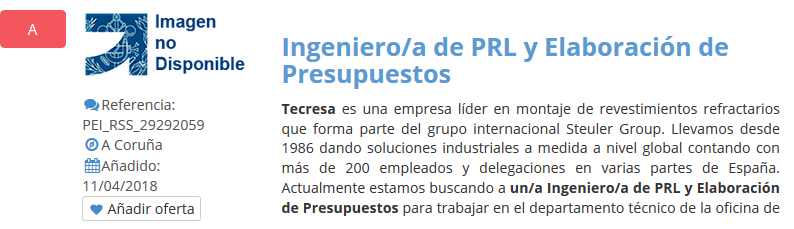 A
Imagen
no
Disponible
Referencia:
PEI_RSS_29292059
A Coruña
Añadido:
11/04/2018
Añadir oferta
Ingeniero/a de PRL y Elaboración de
Presupuestos
Tecresa es una empresa líder en montaje de revestimientos refractarios
que forma parte del grupo internacional Steuler Group. Llevamos desde
1986 dando soluciones industriales a medida a nivel global contando con
más de 200 empleados y delegaciones en varias partes de España.
Actualmente estamos buscando a un/a Ingeniero/a de PRL y Elaboración
de Presupuestos para trabajar en el departamento técnico de la oficina de